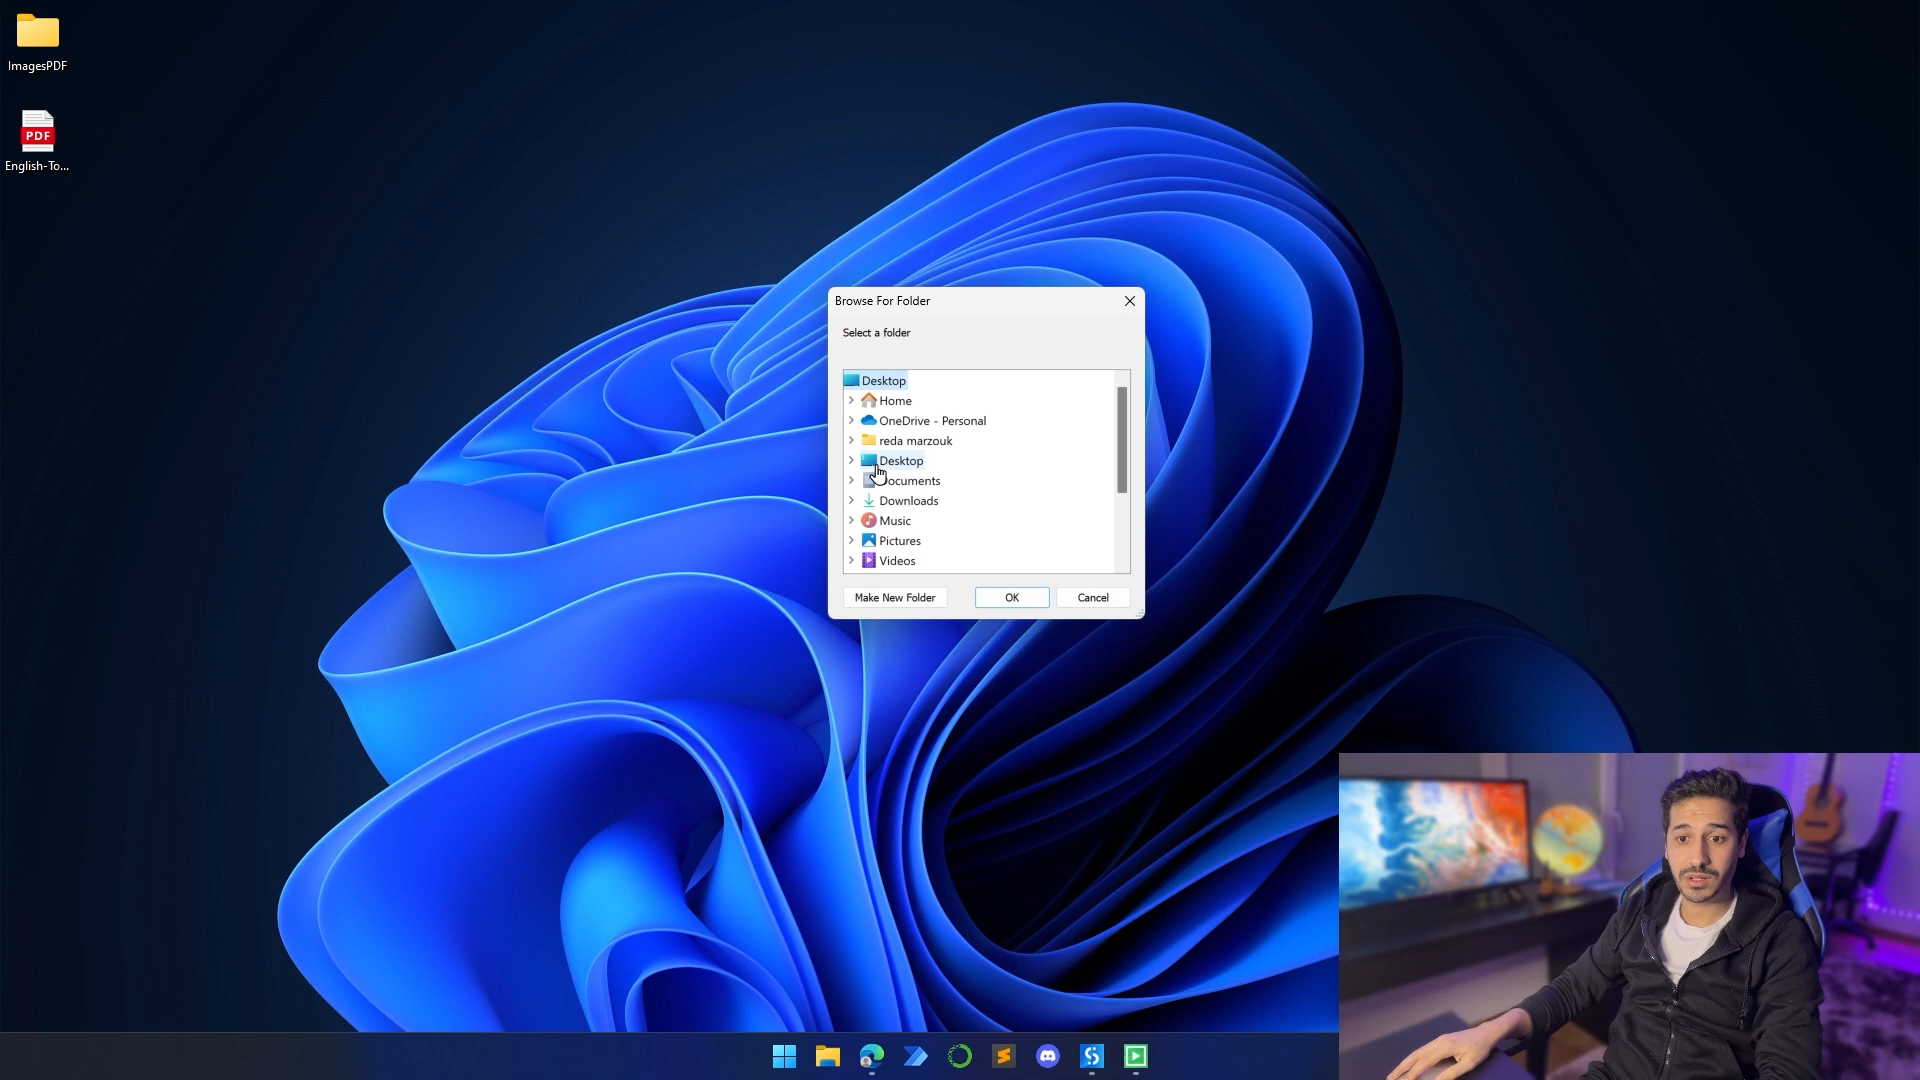 ImagesPDF
PDF
English-To...
Browse For Folder
Select a folder
Desktop
Home
OneDrive - Personal
reda marzouk
Desktop
Documents
Downloads
Music
Pictures
Videos
Make New Folder
OK
Cancel